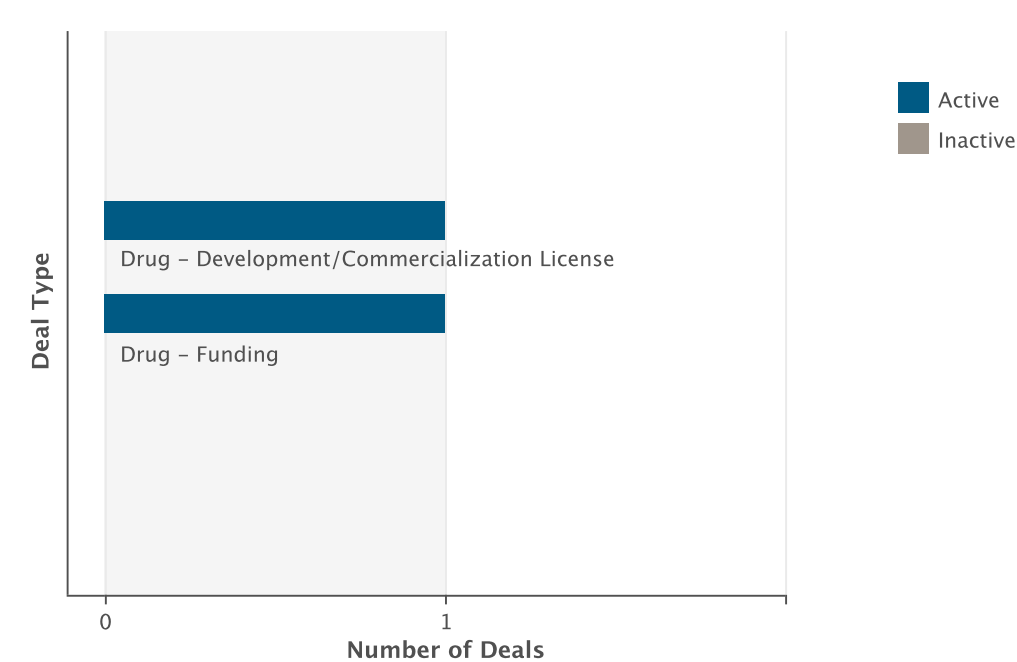 Active
Inactive
Deal Type
Drug – Development/Commercialization License
Drug – Funding
0
1
Number of Deals